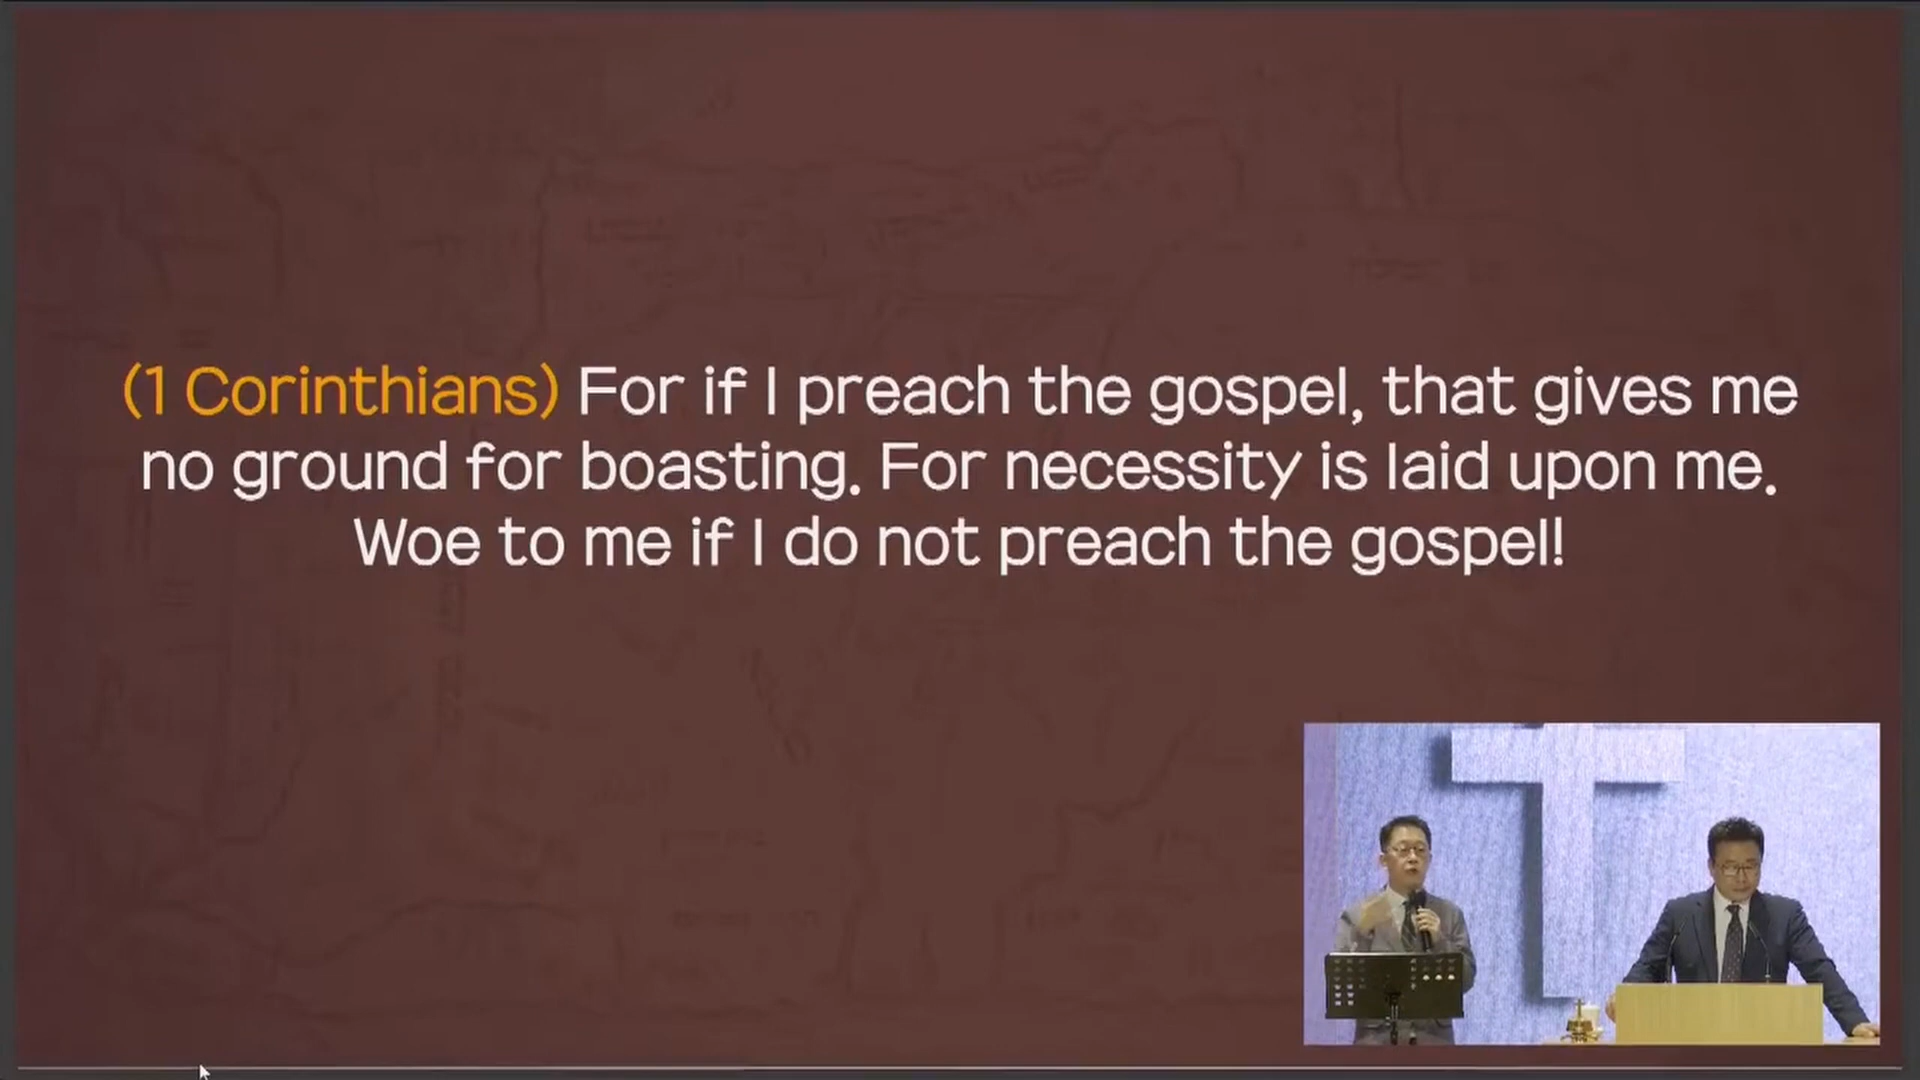 (1 Corinthians) For if I preach the gospel, that gives me
no ground for boasting. For necessity is laid upon me.
Woe to me if I do not preach the gospel!